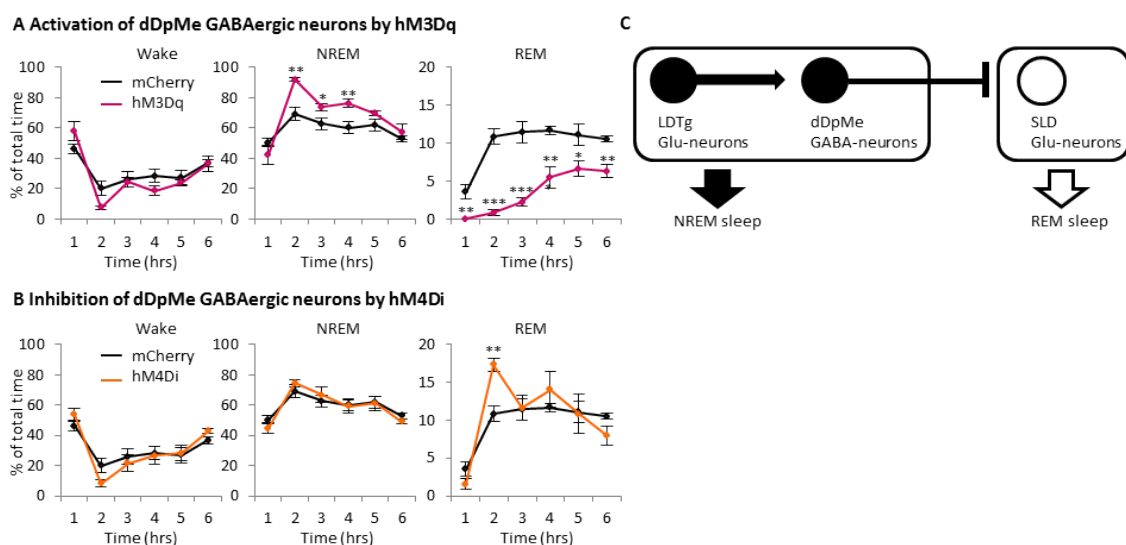 A Activation of dDpMe GABAergic neurons by hM3Dq
Wake
NREM
REM
mCherry
hM3Dq
% of total time
100
80
60
40
20
0
1 2 3 4 5 6
Time (hrs)
100
80
60
40
20
0
**
*
**
1 2 3 4 5 6
Time (hrs)
20
15
10
5
0
**
***
***
**
*
**
*
1 2 3 4 5 6
Time (hrs)
B Inhibition of dDpMe GABAergic neurons by hM4Di
Wake
NREM
REM
mCherry
hM4Di
% of total time
100
80
60
40
20
0
1 2 3 4 5 6
Time (hrs)
100
80
60
40
20
0
1 2 3 4 5 6
Time (hrs)
20
15
10
5
0
**
1 2 3 4 5 6
Time (hrs)
C
LDTg
Glu-neurons
dDpMe
GABA-neurons
SLD
Glu-neurons
NREM sleep
REM sleep